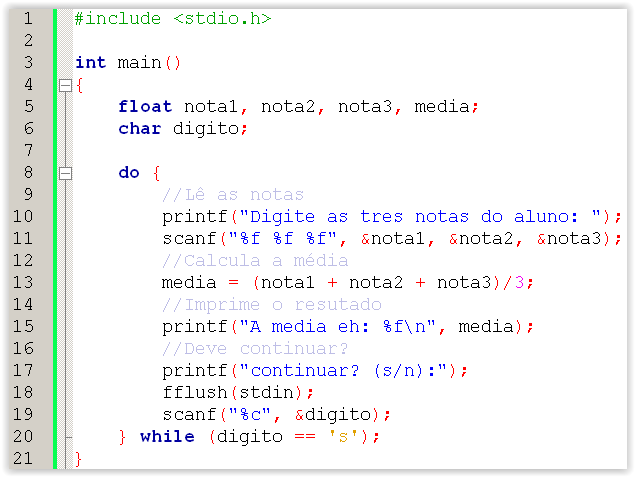 1 #include <stdio.h>
2
3 int main()
4 {
5     float nota1, nota2, nota3, media;
6     char digito;
7
8     do {
9         //Lê as notas
10         printf("Digite as tres notas do aluno: ");
11         scanf("%f %f %f", &nota1, &nota2, &nota3);
12         //Calcula a média
13         media = (nota1 + nota2 + nota3)/3;
14         //Imprime o resutado
15         printf("A media eh: %f\n", media);
16         //Deve continuar?
17         printf("continuar? (s/n):");
18         fflush(stdin);
19         scanf("%c", &digito);
20     } while (digito == 's');
21 }